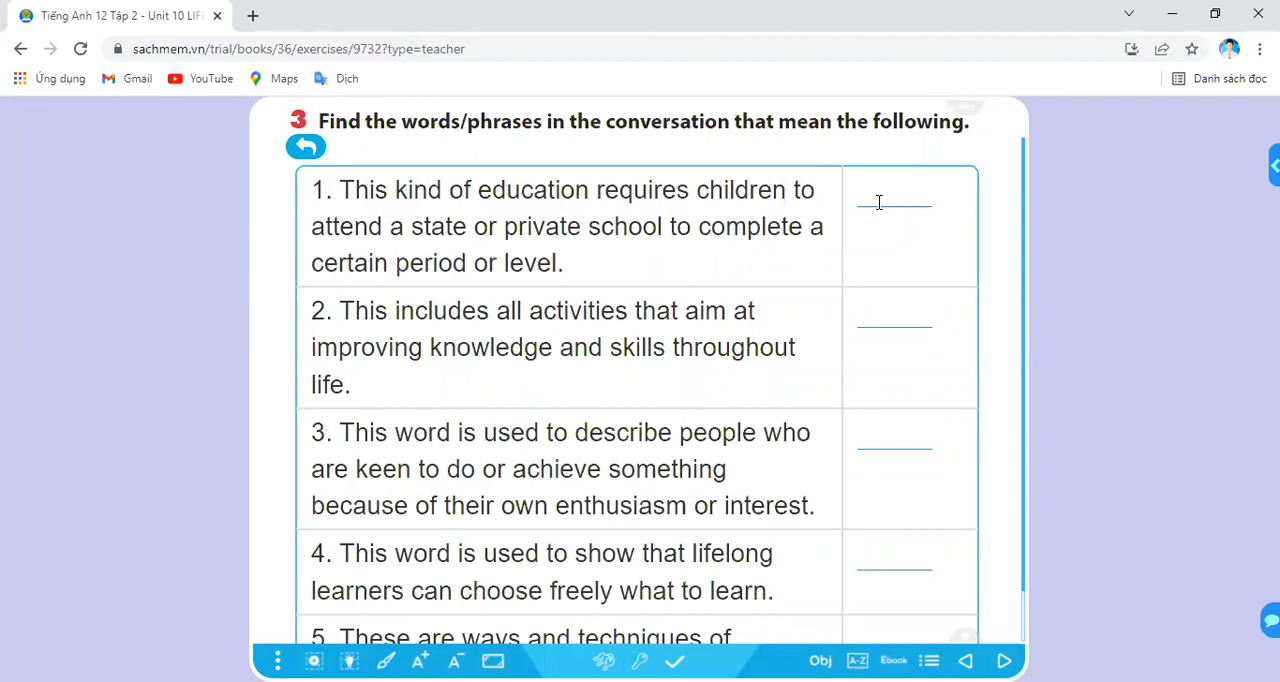 Tiếng Anh 12 Tập 2 - Unit 10 LIFE
sachmem.vn/trial/books/36/exercises/9732?type=teacher
Ứng dụng Gmail YouTube Maps Dịch Danh sách đọc
3 Find the words/phrases in the conversation that mean the following.
1. This kind of education requires children to
attend a state or private school to complete a
certain period or level.
2. This includes all activities that aim at
improving knowledge and skills throughout
life.
3. This word is used to describe people who
are keen to do or achieve something
because of their own enthusiasm or interest.
4. This word is used to show that lifelong
learners can choose freely what to learn.
5. These are ways and techniques of
A+ A- Obj A-Z Ebook